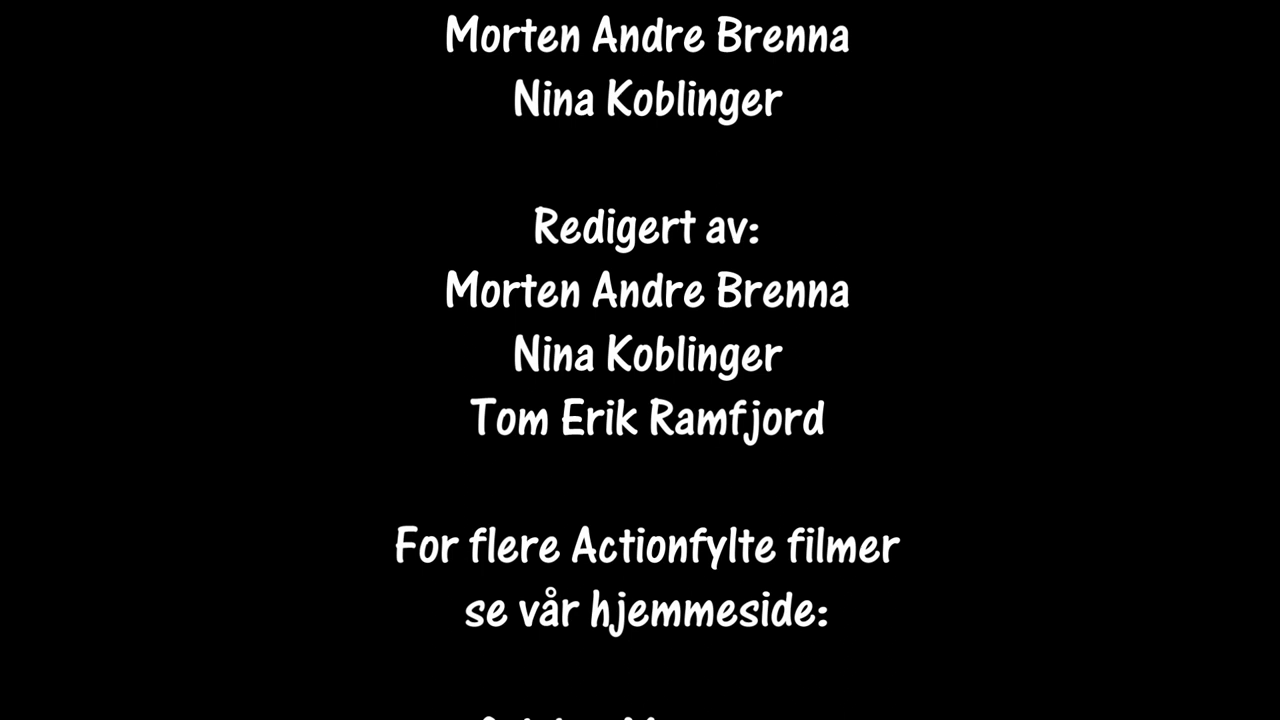 Morten Andre Brenna
Nina Koblinger
Redigert av:
Morten Andre Brenna
Nina Koblinger
Tom Erik Ramfjord
For flere Actionfylte filmer
se vår hjemmeside: